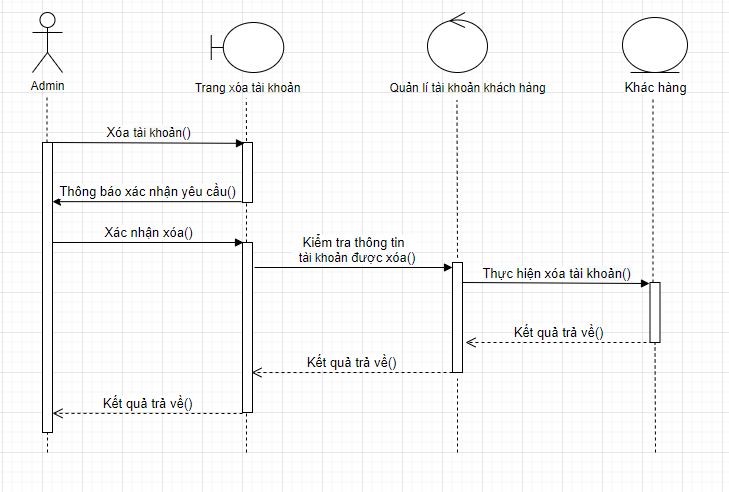 Admin
Trang xóa tài khoản
Quản lí tài khoản khách hàng
Khác hàng
Xóa tài khoản()
Thông báo xác nhận yêu cầu()
Xác nhận xóa()
Kiểm tra thông tin
tài khoản được xóa()
Thực hiện xóa tài khoản()
Kết quả trả về()
Kết quả trả về()
Kết quả trả về()